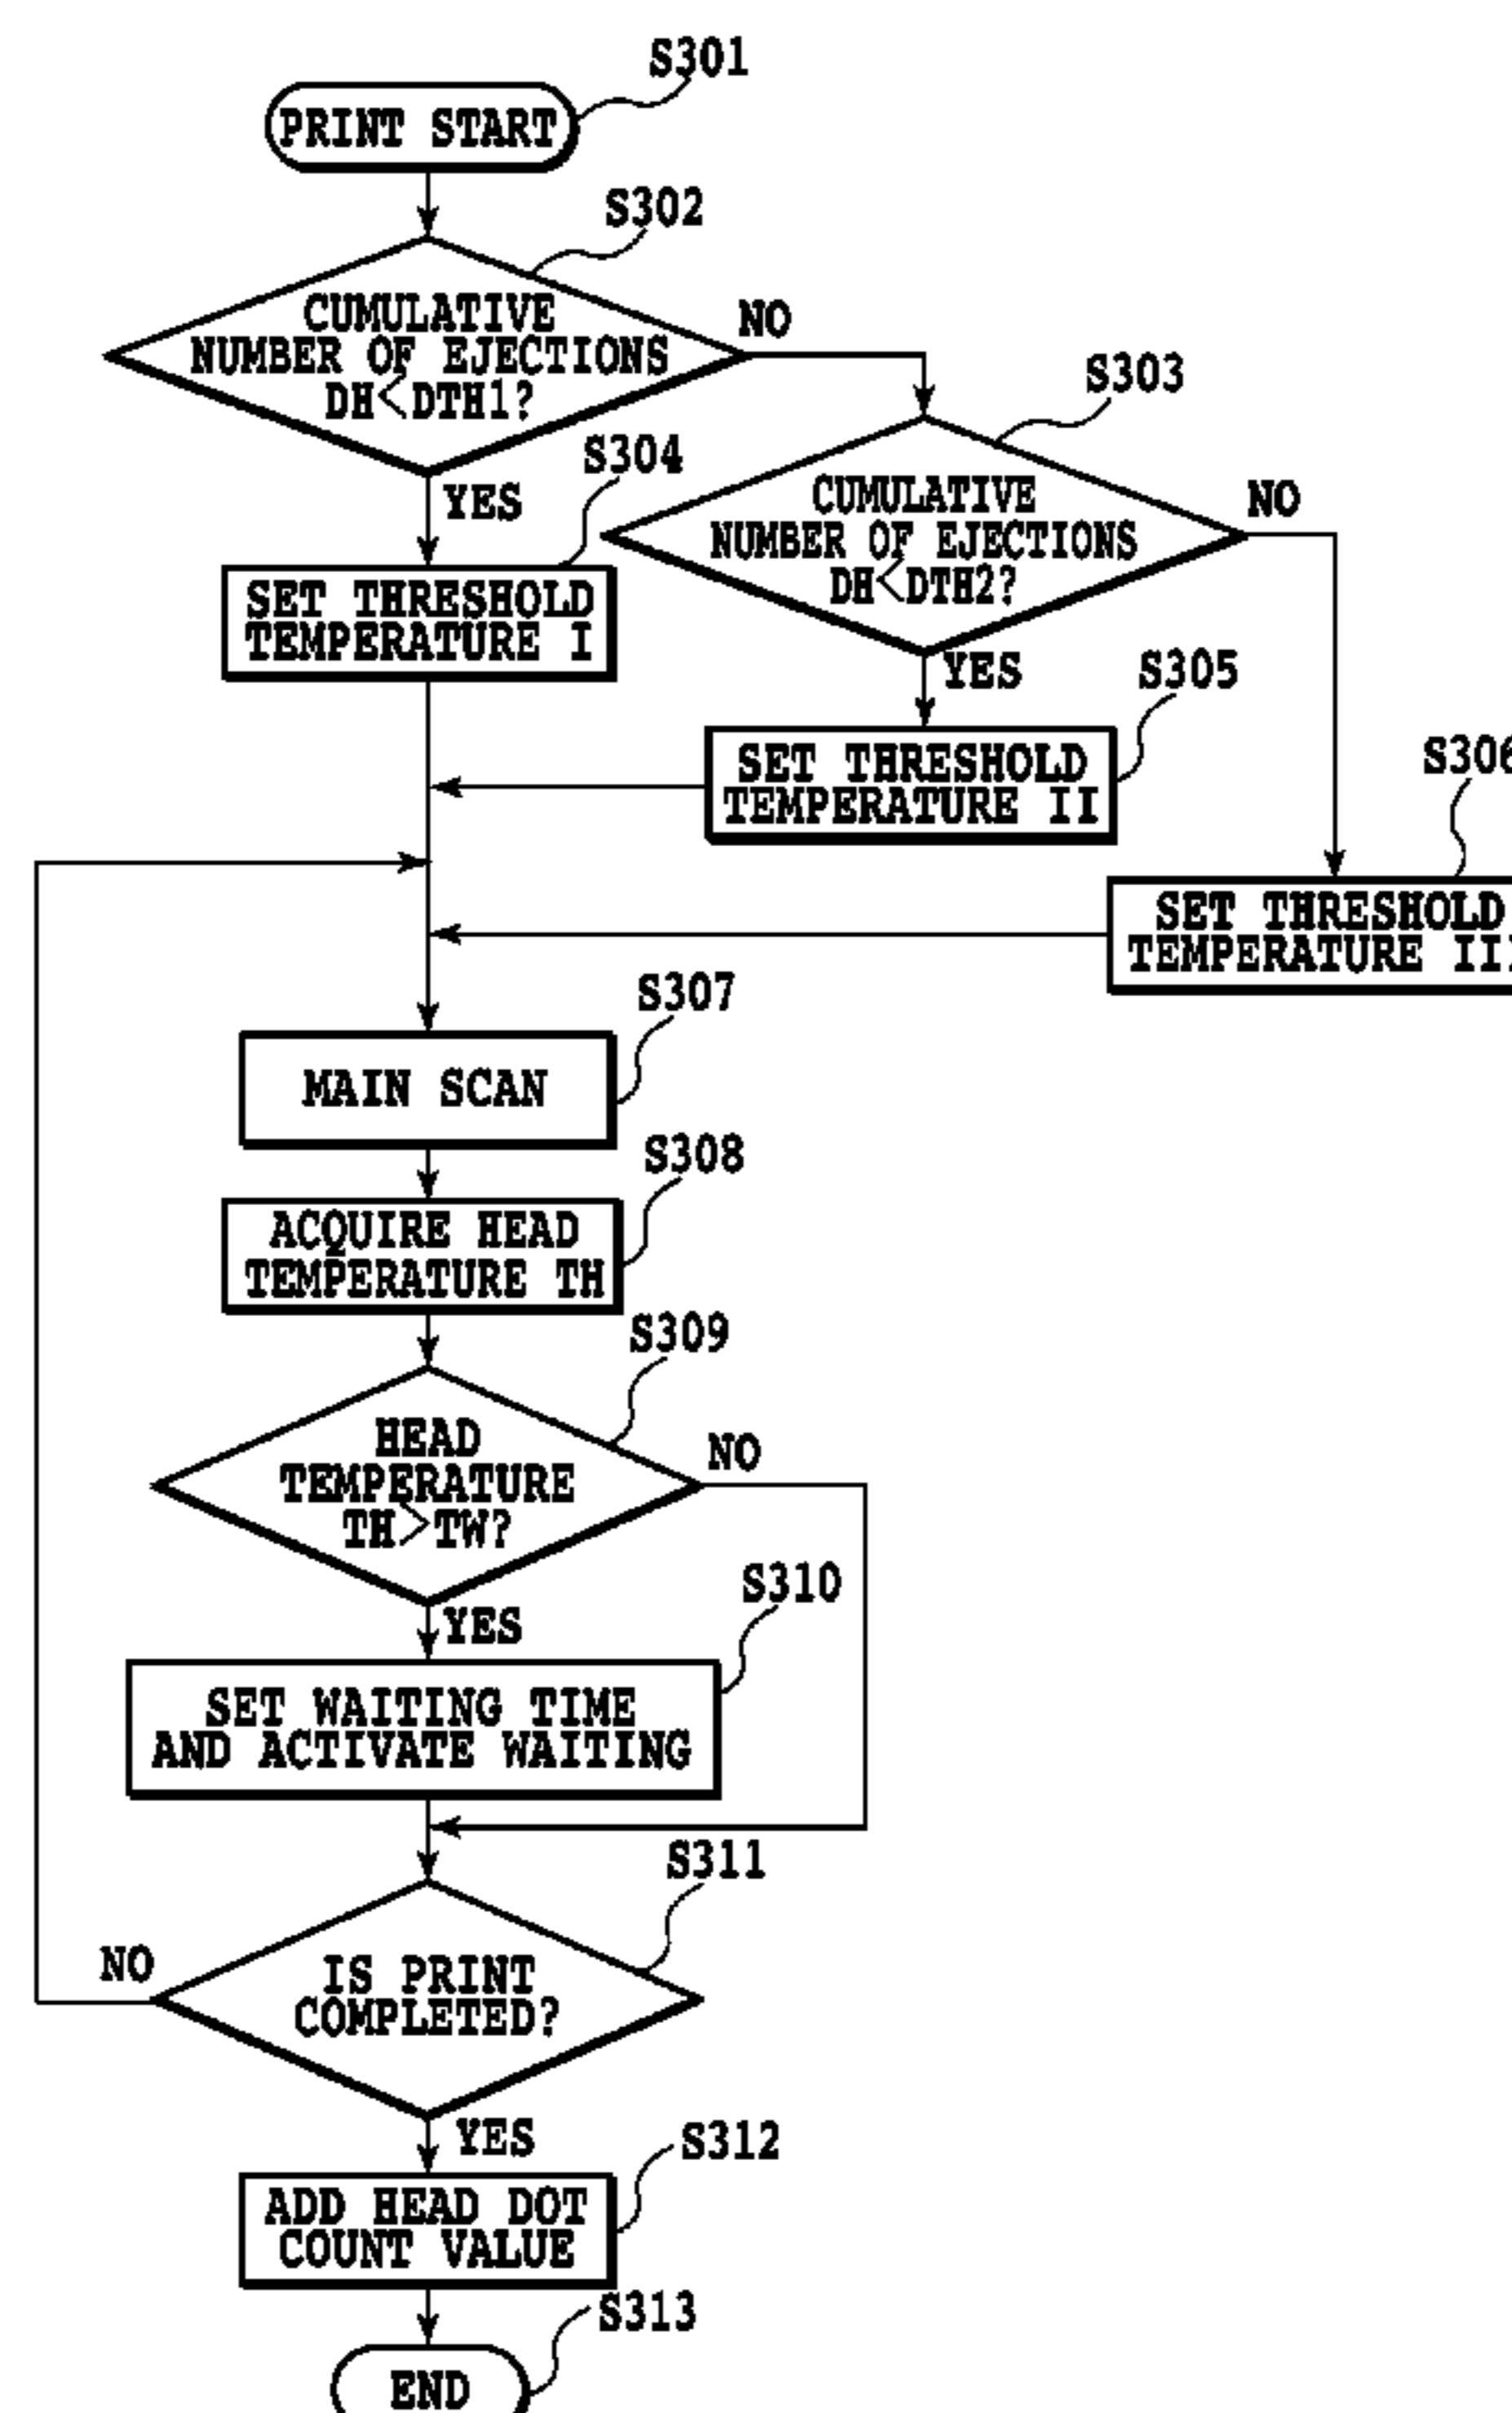 S301
PRINT START
S302
CUMULATIVE
NUMBER OF EJECTIONS
DH<DTH1?
NO
S303
CUMULATIVE
NUMBER OF EJECTIONS
DH<DTH2?
NO
S304
YES
SET THRESHOLD
TEMPERATURE I
YES
S305
SET THRESHOLD
TEMPERATURE II
S306
SET THRESHOLD
TEMPERATURE III
S307
MAIN SCAN
S308
ACQUIRE HEAD
TEMPERATURE TH
S309
HEAD
TEMPERATURE
TH>TW?
NO
YES
S310
SET WAITING TIME
AND ACTIVATE WAITING
S311
NO
IS PRINT
COMPLETED?
YES
S312
ADD HEAD DOT
COUNT VALUE
S313
END